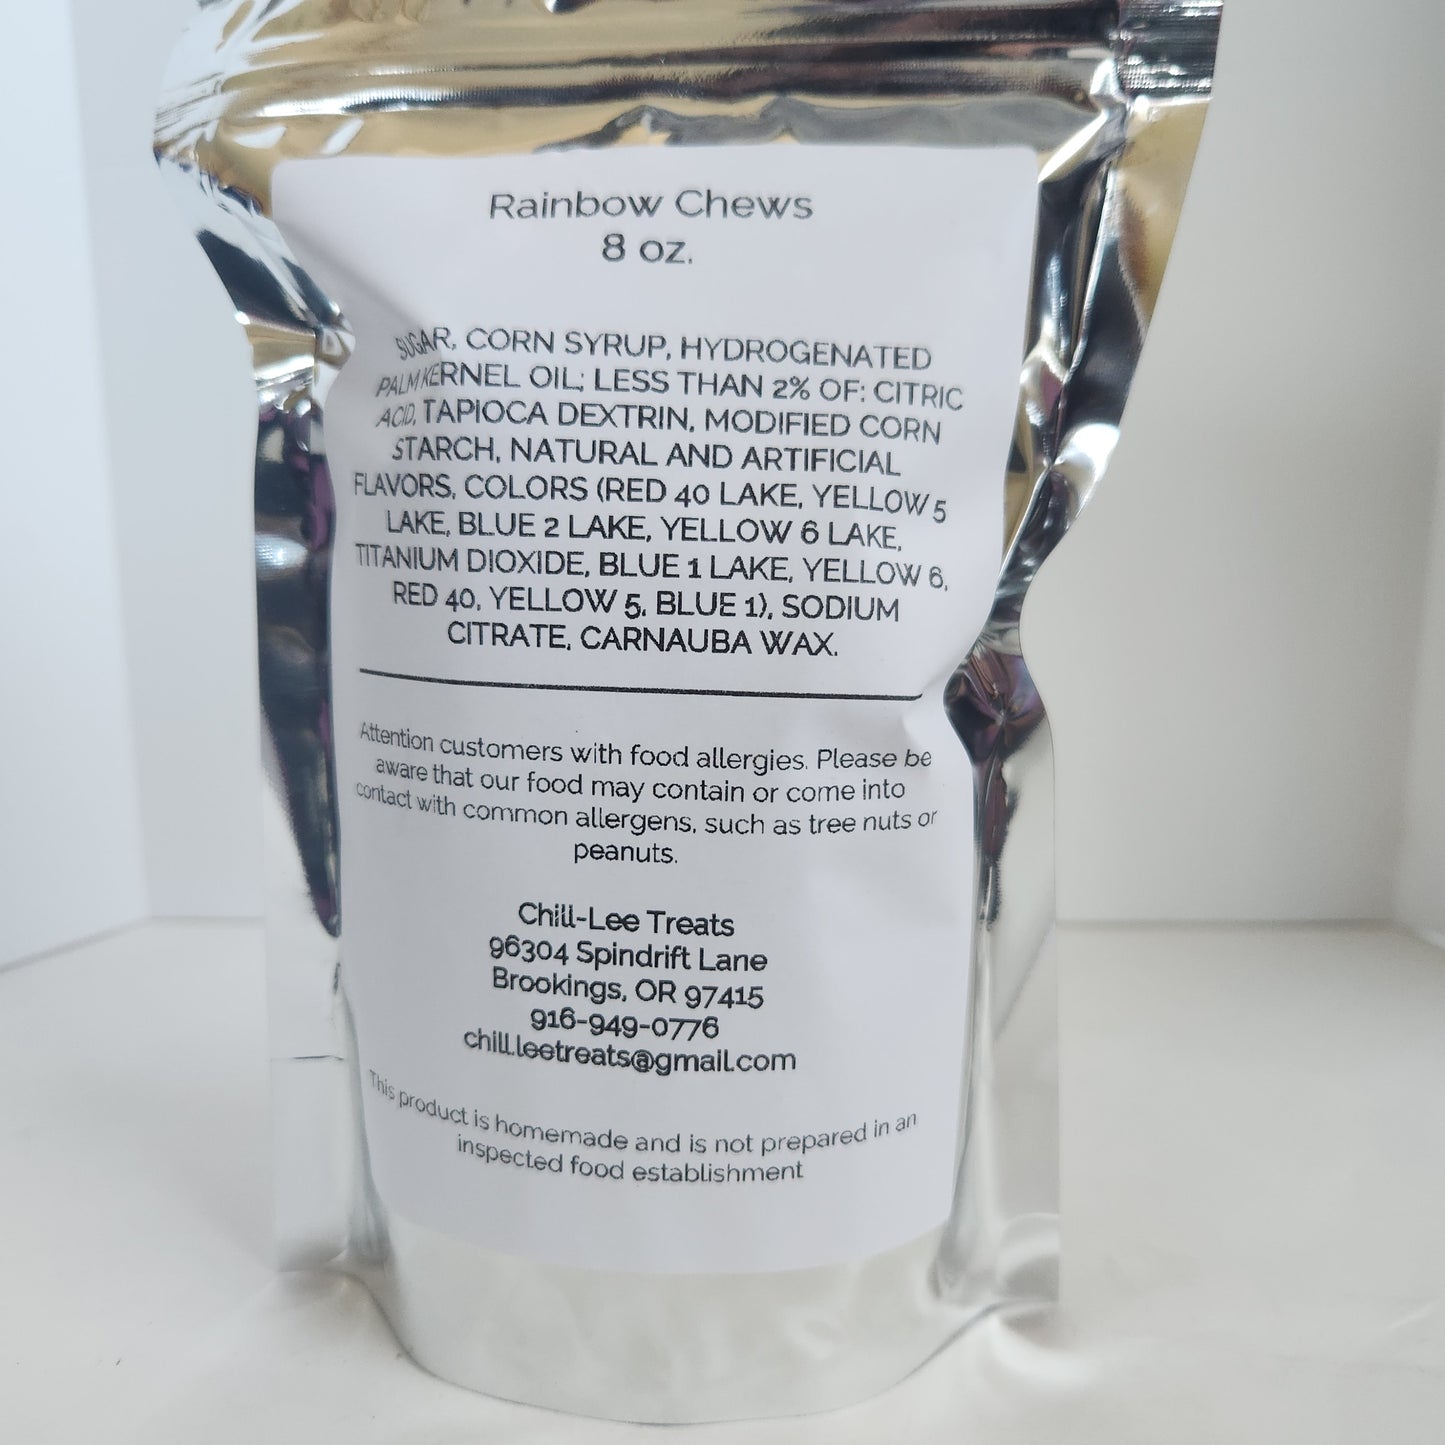 Rainbow Chews
8 oz.
SUGAR, CORN SYRUP, HYDROGENATED
PALM KERNEL OIL; LESS THAN 2% OF: CITRIC
ACID, TAPIOCA DEXTRIN, MODIFIED CORN
STARCH, NATURAL AND ARTIFICIAL
FLAVORS, COLORS (RED 40 LAKE, YELLOW 5
LAKE, BLUE 2 LAKE, YELLOW 6 LAKE,
TITANIUM DIOXIDE, BLUE 1 LAKE, YELLOW 6,
RED 40, YELLOW 5, BLUE 1), SODIUM
CITRATE, CARNAUBA WAX.
Attention customers with food allergies. Please be
aware that our food may contain or come into
contact with common allergens, such as tree nuts or
peanuts.
Chill-Lee Treats
96304 Spindrift Lane
Brookings, OR 97415
916-949-0776
chill.leetreats@gmail.com
This product is homemade and is not prepared in an
inspected food establishment